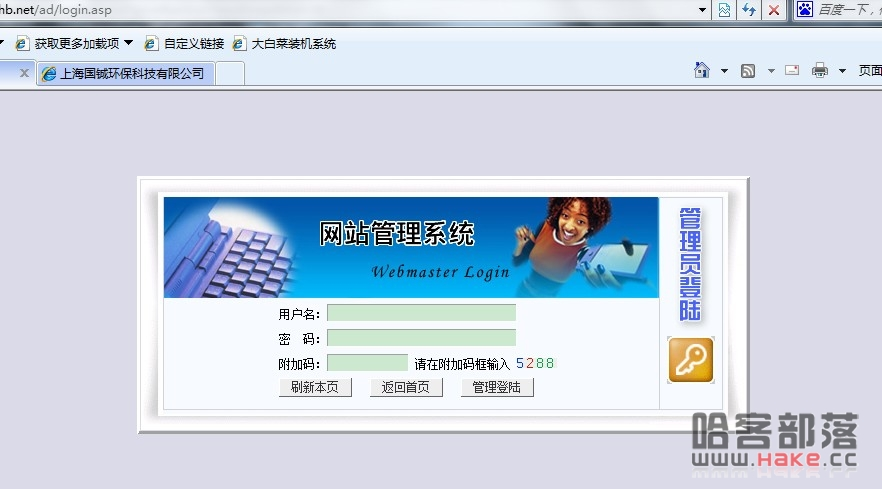 hb.net/ad/login.asp
百度一下，
获取更多加载项 自定义链接 大白菜装机系统
上海国铖环保科技有限公司
页面
网站管理系统
Webmaster Login
管理员登陆
用户名：
密 码：
附加码： 请在附加码框输入 5288
刷新本页 返回首页 管理登陆
哈客部落
www.Hake.cc